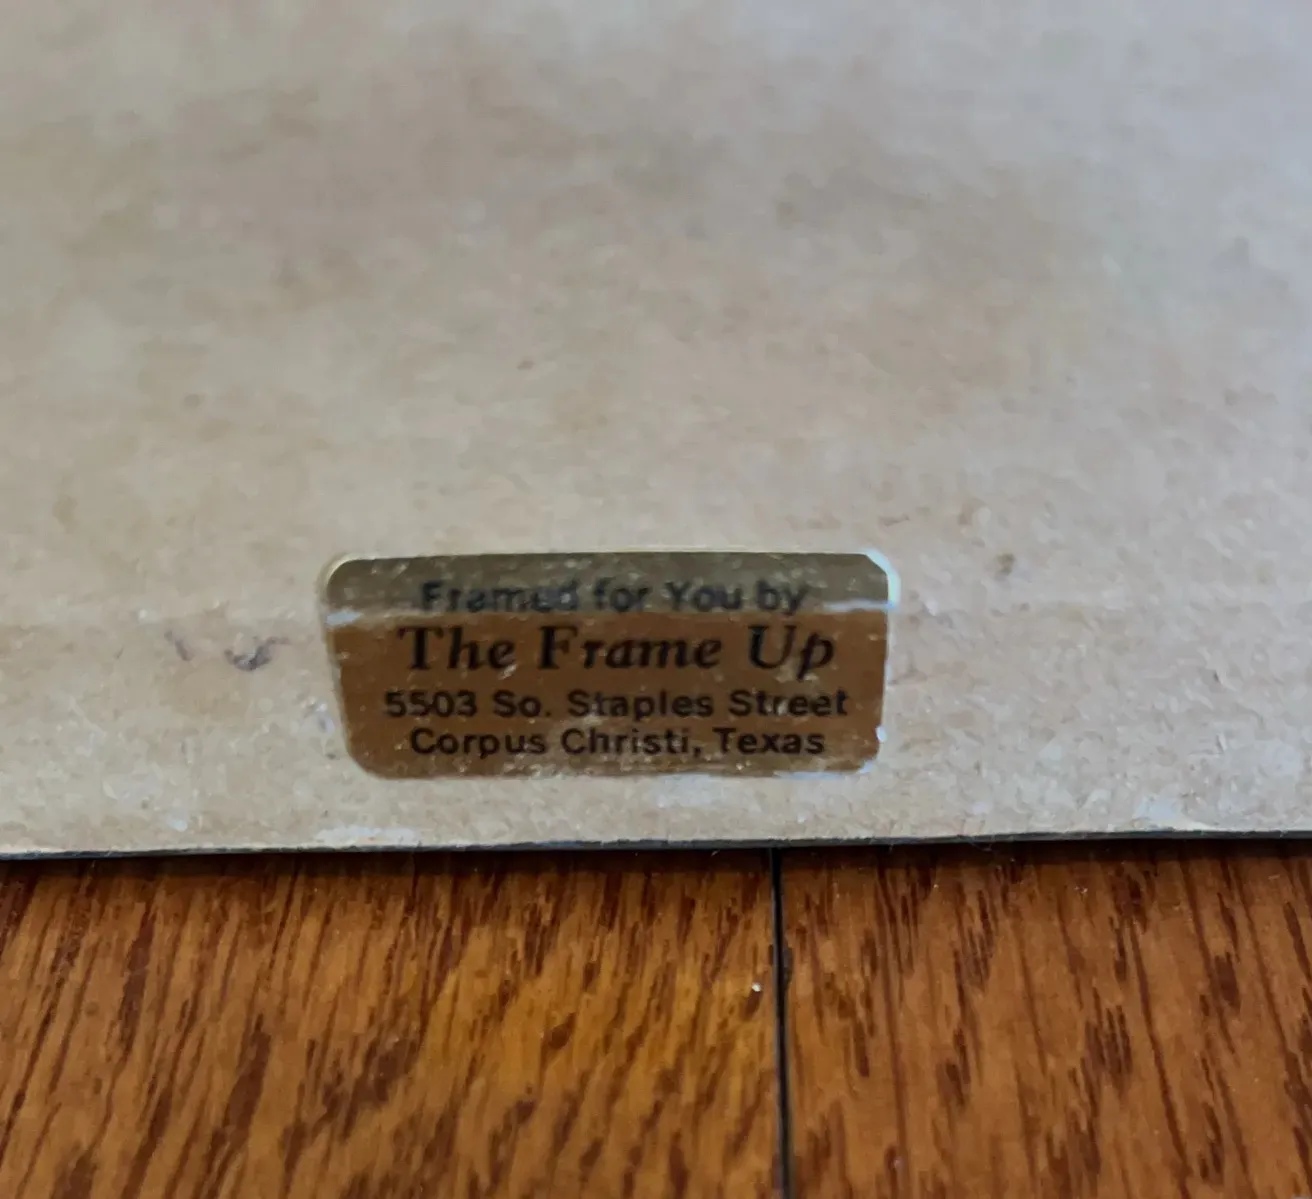 Framed for You by
The Frame Up
5503 So. Staples Street
Corpus Christi, Texas